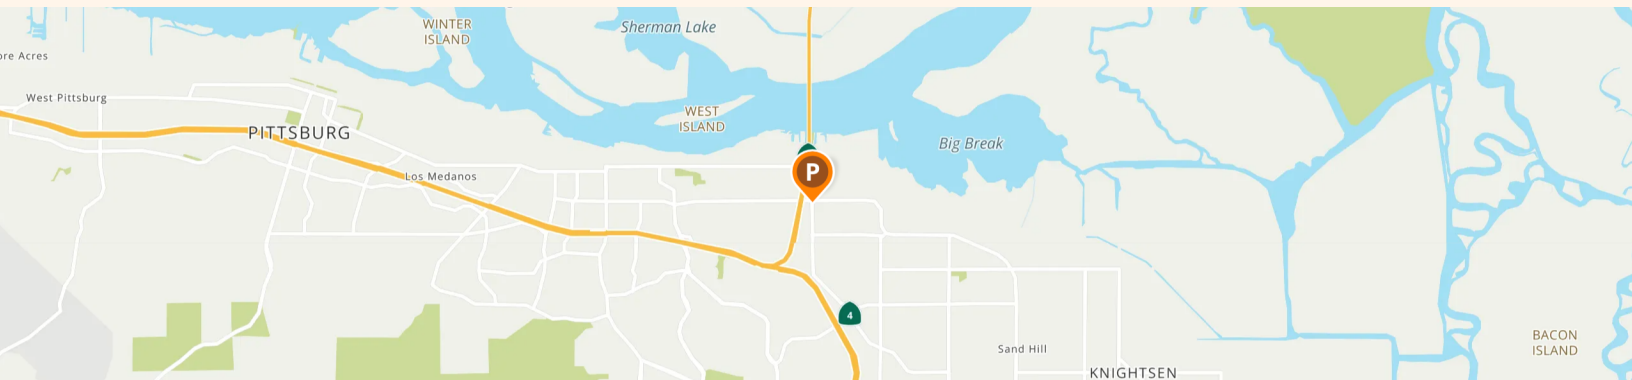 WINTER
ISLAND
Sherman Lake
ore Acres
West Pittsburg
WEST
ISLAND
PITTSBURG
Big Break
P
Los Medanos
4
BACON
ISLAND
Sand Hill
KNIGHTSEN